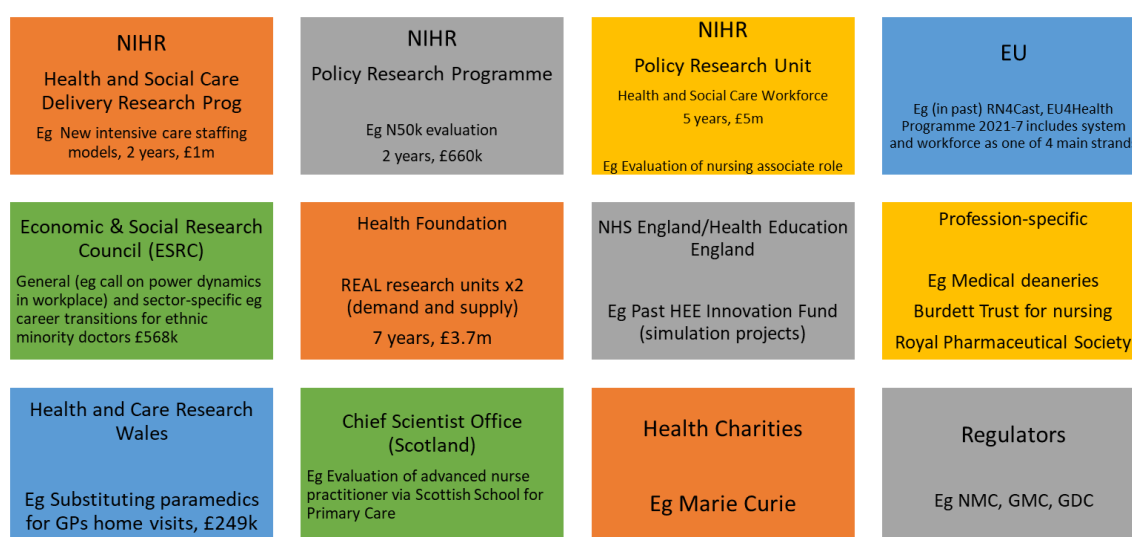 NIHR
Health and Social Care
Delivery Research Prog
Eg New intensive care staffing
models, 2 years, £1m
NIHR
Policy Research Programme
Eg N50k evaluation
2 years, £660k
NIHR
Policy Research Unit
Health and Social Care Workforce
5 years, £5m
Eg Evaluation of nursing associate role
EU
Eg (in past) RN4Cast, EU4Health
Programme 2021-7 includes system
and workforce as one of 4 main strands
Economic & Social Research
Council (ESRC)
General (eg call on power dynamics
in workplace) and sector-specific eg
career transitions for ethnic
minority doctors £568k
Health Foundation
REAL research units x2
(demand and supply)
7 years, £3.7m
NHS England/Health Education
England
Eg Past HEE Innovation Fund
(simulation projects)
Profession-specific
Eg Medical deaneries
Burdett Trust for nursing
Royal Pharmaceutical Society
Health and Care Research
Wales
Eg Substituting paramedics
for GPs home visits, £249k
Chief Scientist Office
(Scotland)
Eg Evaluation of advanced nurse
practitioner via Scottish School for
Primary Care
Health Charities
Eg Marie Curie
Regulators
Eg NMC, GMC, GDC